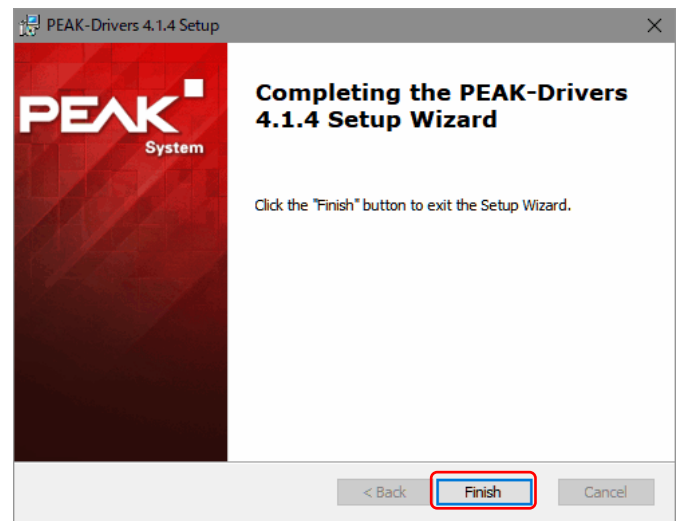 PEAK-Drivers 4.1.4 Setup
PEAK
System
Completing the PEAK-Drivers
4.1.4 Setup Wizard
Click the "Finish" button to exit the Setup Wizard.
< Back
Finish
Cancel